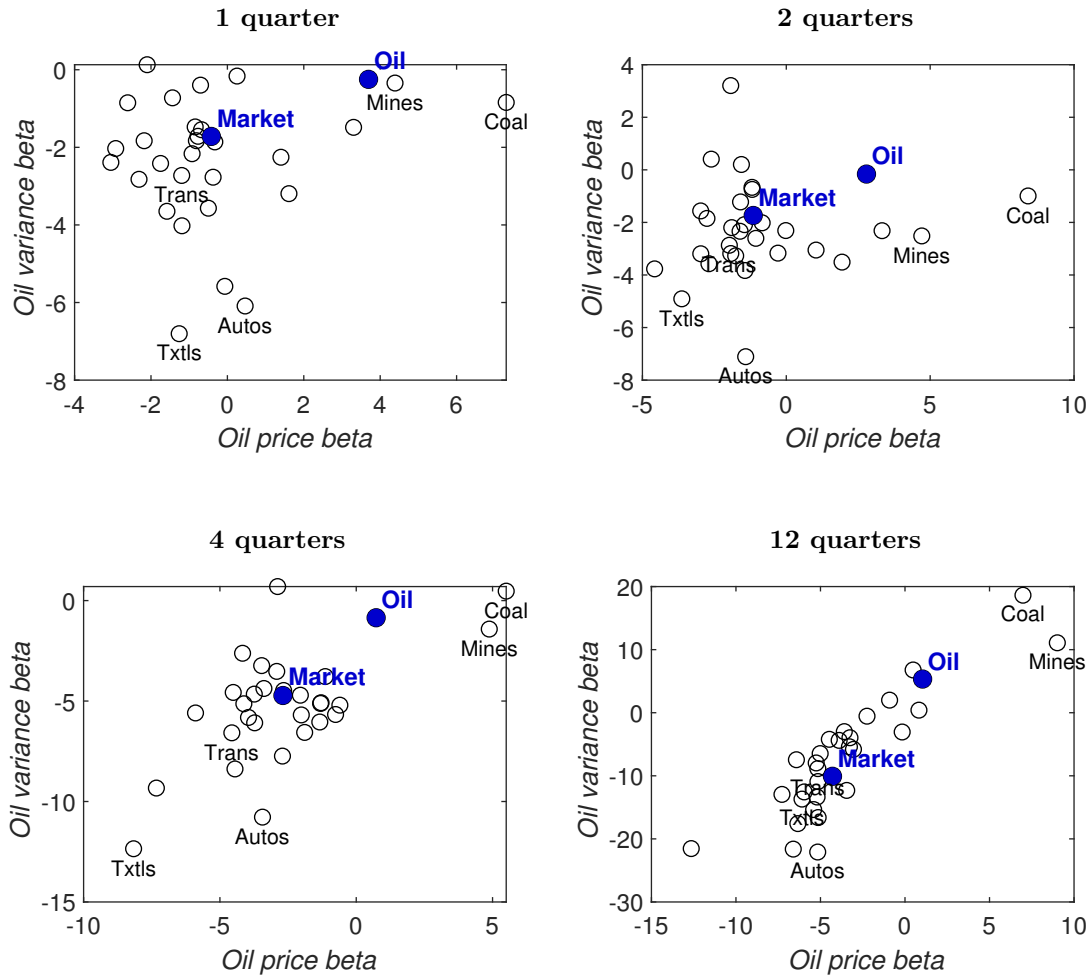 1 quarter
0
-2
-4
-6
-8
-4
-2
0
2
4
6
Oil variance beta
Oil price beta
Oil
Mines
Coal
Market
Trans
Autos
Txtls
2 quarters
4
2
0
-2
-4
-6
-8
-5
0
5
10
Oil variance beta
Oil price beta
Oil
Market
Coal
Mines
Trans
Txtls
Autos
4 quarters
0
-5
-10
-15
-10
-5
0
5
Oil variance beta
Oil price beta
Oil
Coal
Mines
Market
Trans
Autos
Txtls
12 quarters
20
10
0
-10
-20
-30
-15
-10
-5
0
5
10
Oil variance beta
Oil price beta
Coal
Oil
Mines
Market
Trans
Txtls
Autos